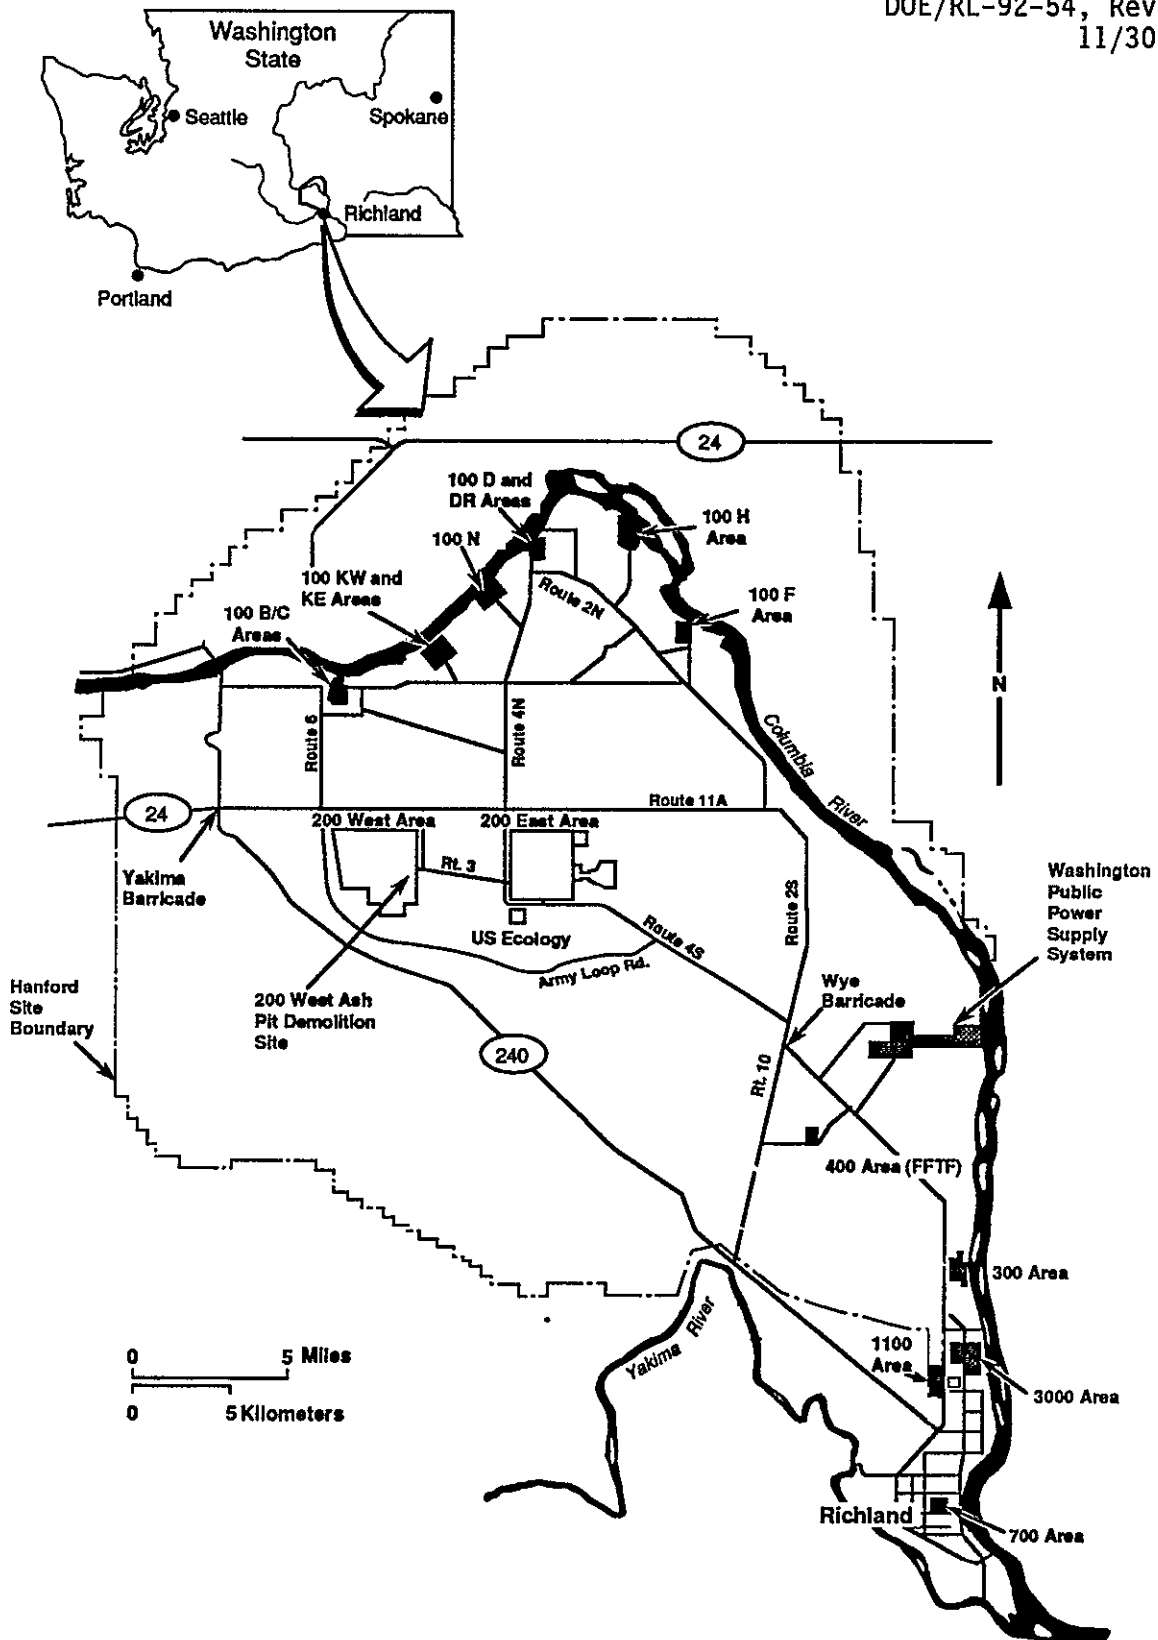 DOE/RL-92-54, Rev
11/30
Washington
State
Seattle
Spokane
Richland
Portland
24
100 D and
DR Areas
100 H
Area
100 N
100 KW and
KE Areas
Route 2N
100 F
Area
100 B/C
Areas
N
Route 6
Route 4N
Columbia
River
Route 11A
24
200 West Area
200 East Area
Rt. 3
Yakima
Barricade
Washington
Public
Power
Supply
System
Route 2S
US Ecology
Route 4S
Army Loop Rd.
Hanford
Site
Boundary
200 West Ash
Pit Demolition
Site
Wye
Barricade
240
Rt. 10
400 Area (FFTF)
300 Area
Yakima
River
1100
Area
3000 Area
0 5 Miles
0 5 Kilometers
Richland
700 Area